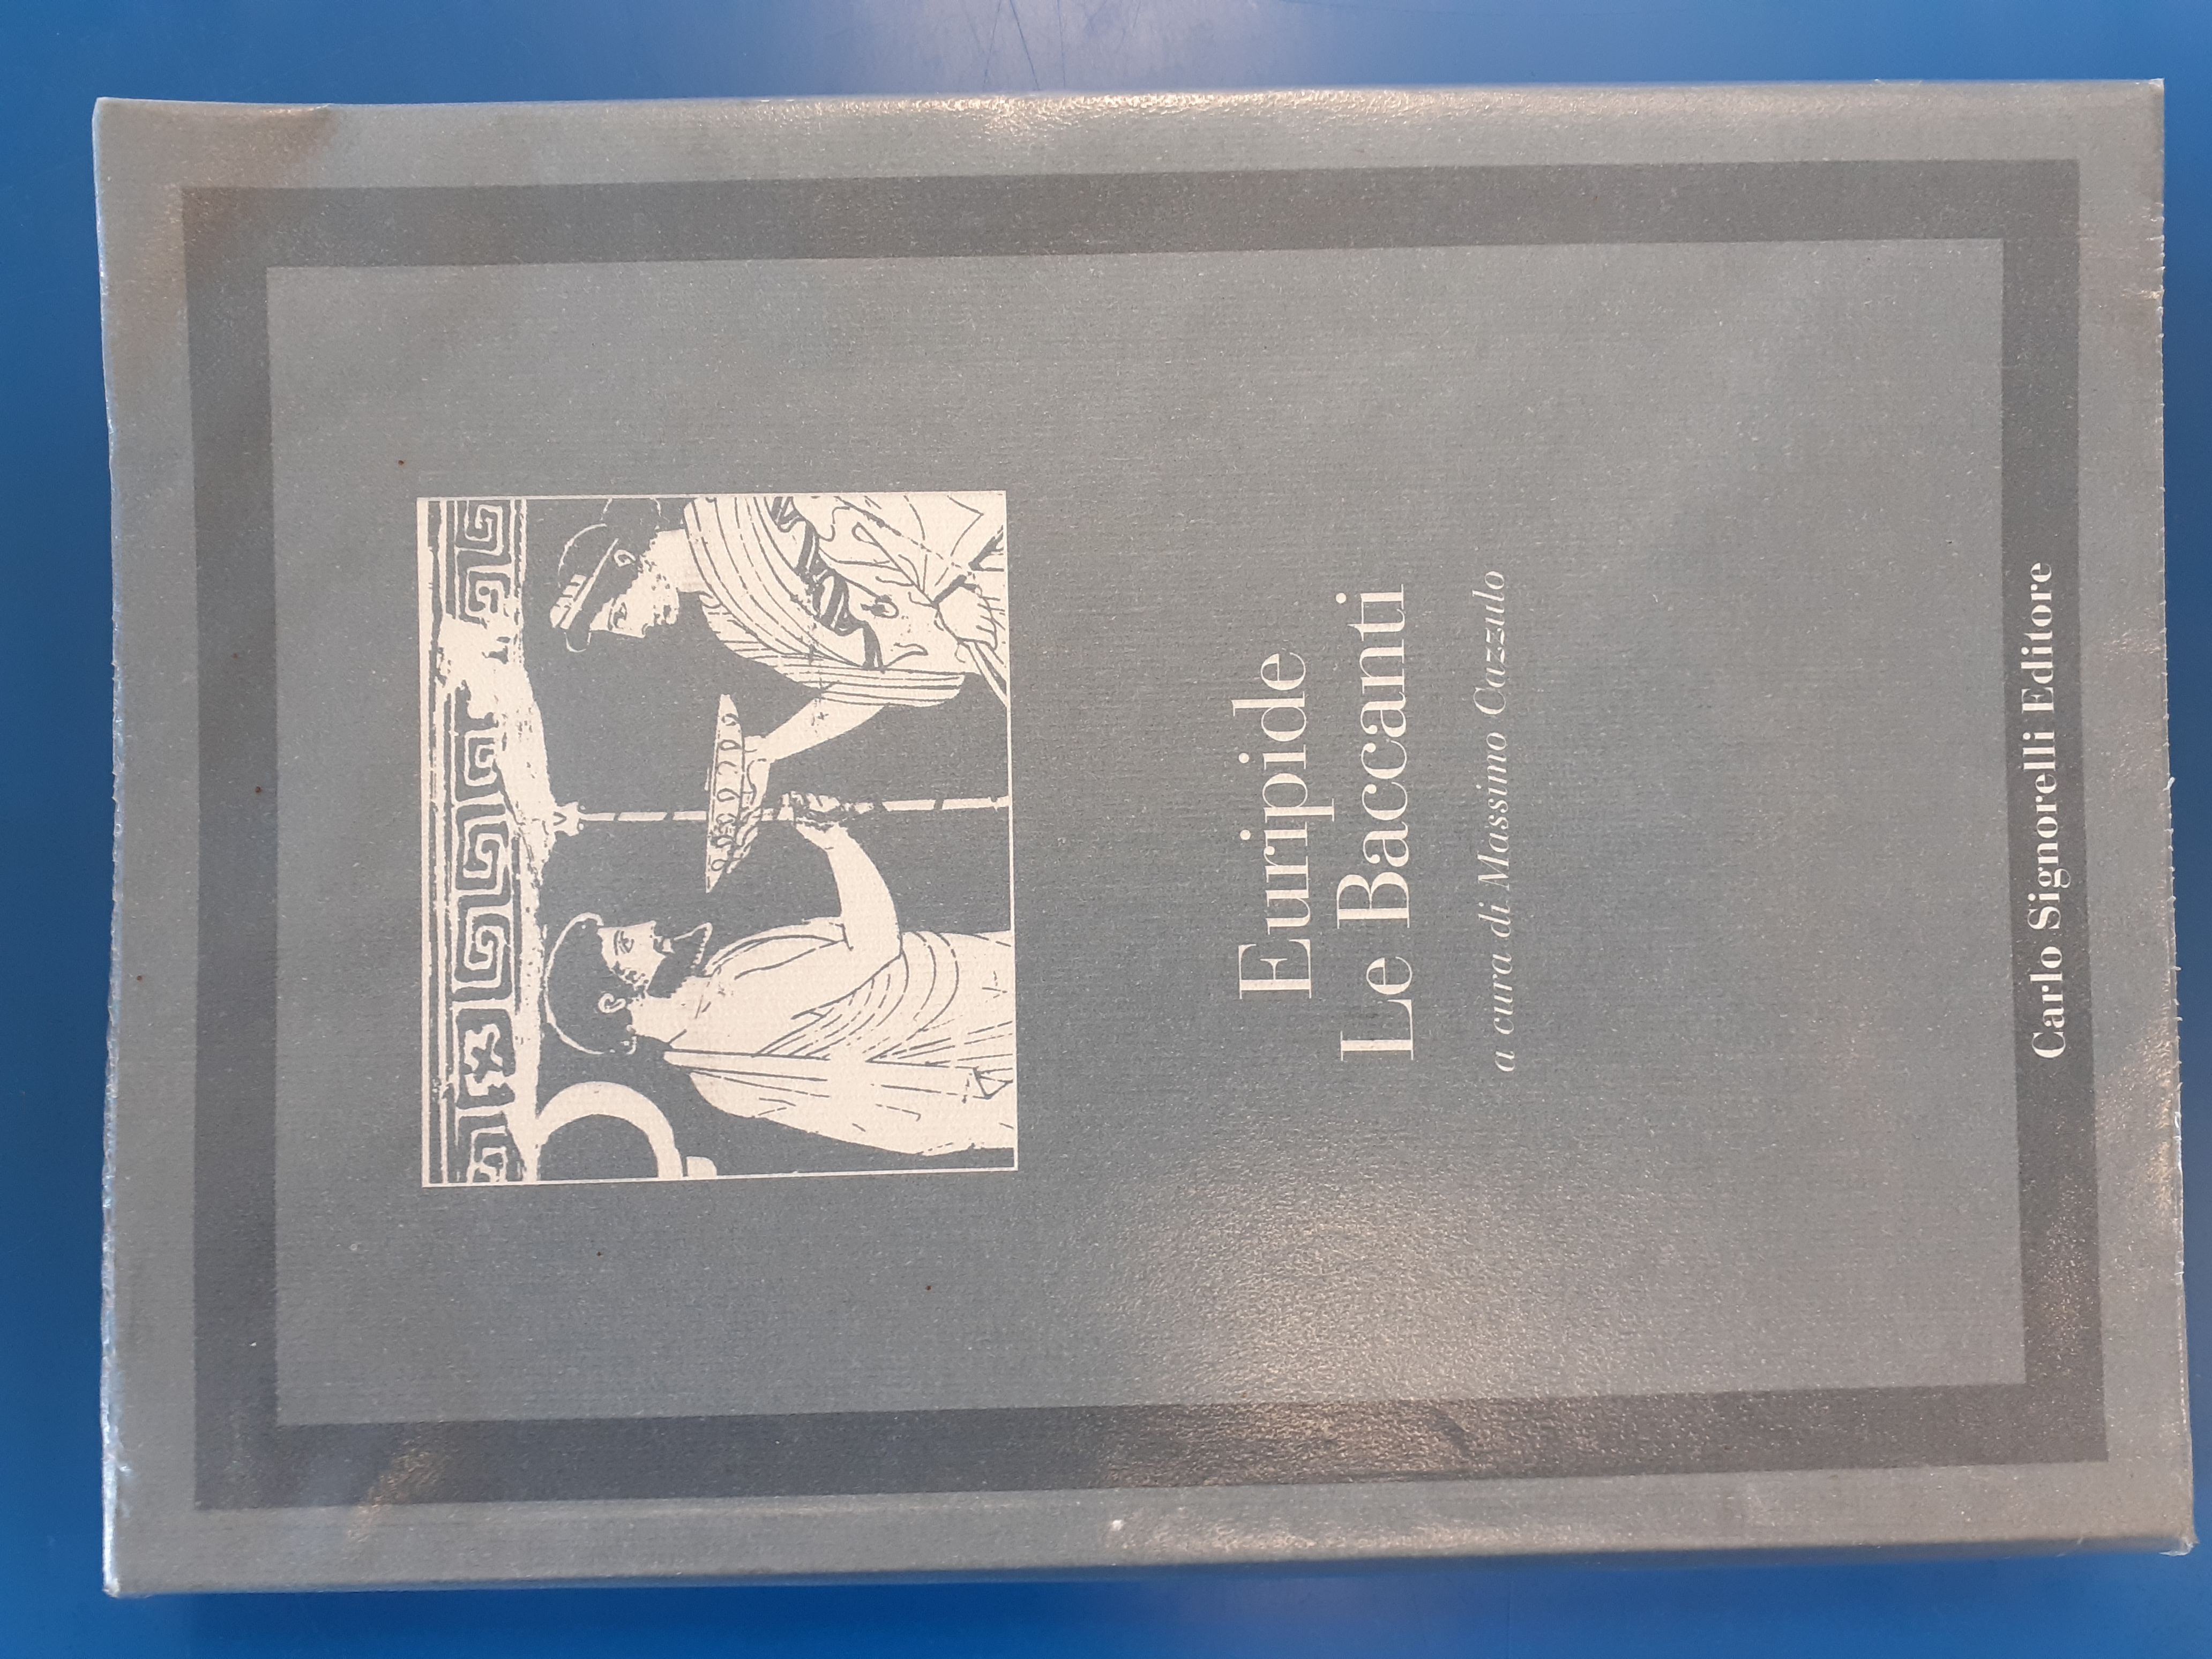 Euripide
Le Baccanti
a cura di Massimo Cazzulo
Carlo Signorelli Editore